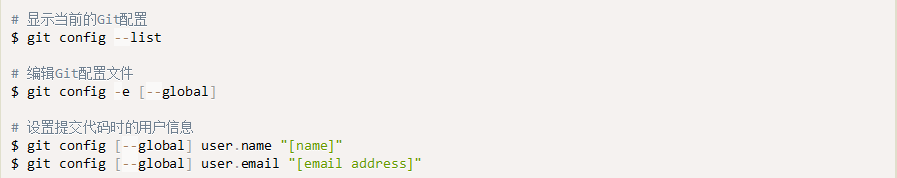 # 显示当前的Git配置
$ git config --list
# 编辑Git配置文件
$ git config -e [--global]
# 设置提交代码时的用户信息
$ git config [--global] user.name "[name]"
$ git config [--global] user.email "[email address]"